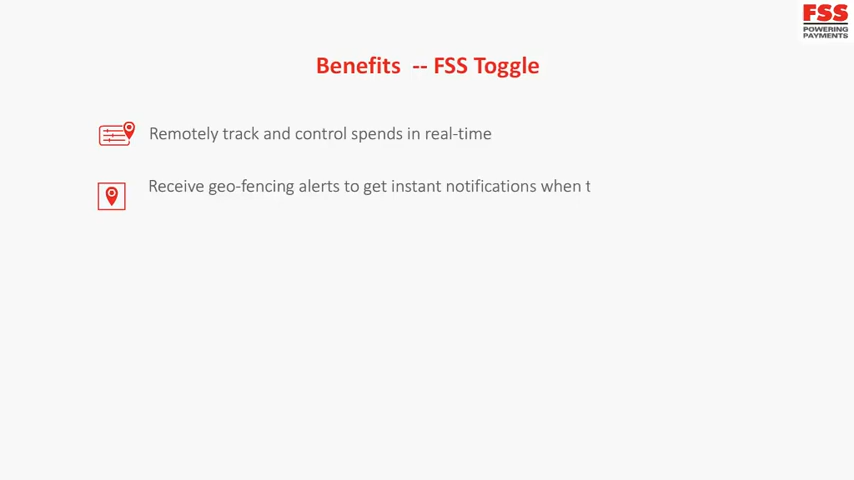 FSS
POWERING
PAYMENTS
Benefits -- FSS Toggle
Remotely track and control spends in real-time
Receive geo-fencing alerts to get instant notifications when t